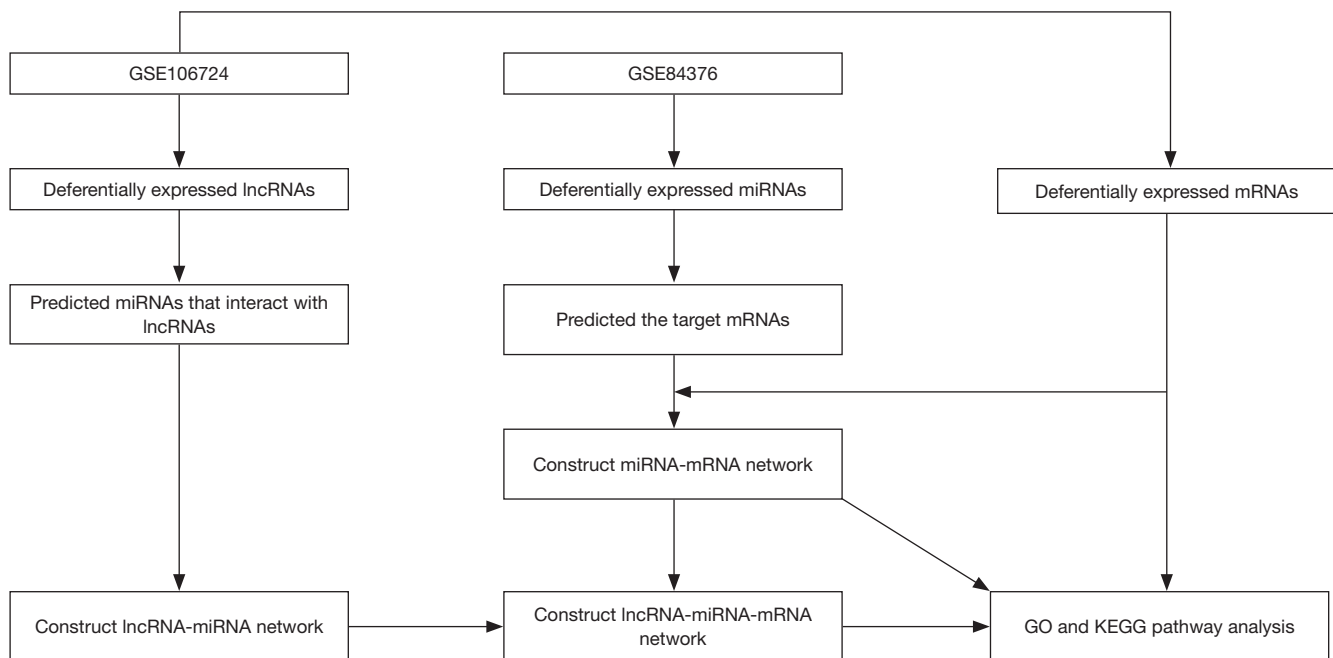 GSE106724
GSE84376
Deferentially expressed lncRNAs
Deferentially expressed miRNAs
Deferentially expressed mRNAs
Predicted miRNAs that interact with
lncRNAs
Predicted the target mRNAs
Construct miRNA-mRNA network
Construct lncRNA-miRNA network
Construct lncRNA-miRNA-mRNA
network
GO and KEGG pathway analysis